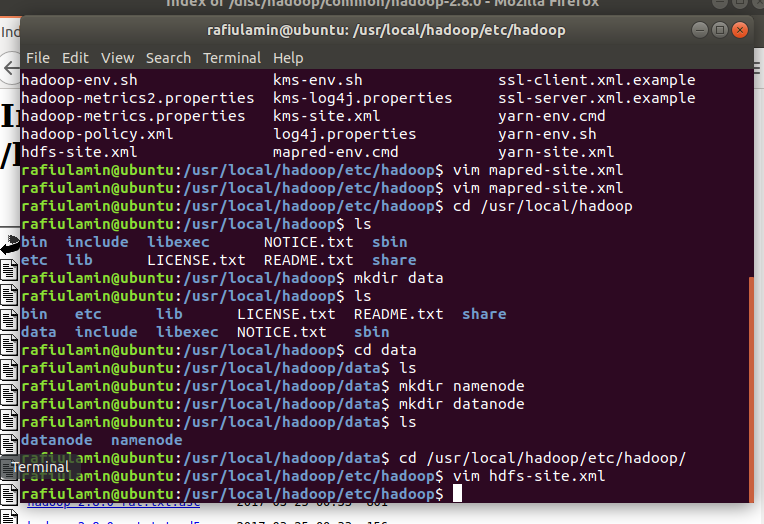 Index of /dist/hadoop/common/hadoop-2.8.0 - Mozilla Firefox
rafiulamin@ubuntu: /usr/local/hadoop/etc/hadoop
File Edit View Search Terminal Help
hadoop-env.sh kms-env.sh ssl-client.xml.example
hadoop-metrics2.properties kms-log4j.properties ssl-server.xml.example
hadoop-metrics.properties kms-site.xml yarn-env.cmd
hadoop-policy.xml log4j.properties yarn-env.sh
hdfs-site.xml mapred-env.cmd yarn-site.xml
rafiulamin@ubuntu:/usr/local/hadoop/etc/hadoop$ vim mapred-site.xml
rafiulamin@ubuntu:/usr/local/hadoop/etc/hadoop$ vim mapred-site.xml
rafiulamin@ubuntu:/usr/local/hadoop/etc/hadoop$ cd /usr/local/hadoop
rafiulamin@ubuntu:/usr/local/hadoop$ ls
bin include libexec NOTICE.txt sbin
etc lib LICENSE.txt README.txt share
rafiulamin@ubuntu:/usr/local/hadoop$ mkdir data
rafiulamin@ubuntu:/usr/local/hadoop$ ls
bin etc lib LICENSE.txt README.txt share
data include libexec NOTICE.txt sbin
rafiulamin@ubuntu:/usr/local/hadoop$ cd data
rafiulamin@ubuntu:/usr/local/hadoop/data$ ls
rafiulamin@ubuntu:/usr/local/hadoop/data$ mkdir namenode
rafiulamin@ubuntu:/usr/local/hadoop/data$ mkdir datanode
rafiulamin@ubuntu:/usr/local/hadoop/data$ ls
datanode namenode
rafiulamin@ubuntu:/usr/local/hadoop/data$ cd /usr/local/hadoop/etc/hadoop/
Terminal
rafiulamin@ubuntu:/usr/local/hadoop/etc/hadoop$ vim hdfs-site.xml
rafiulamin@ubuntu:/usr/local/hadoop/etc/hadoop$